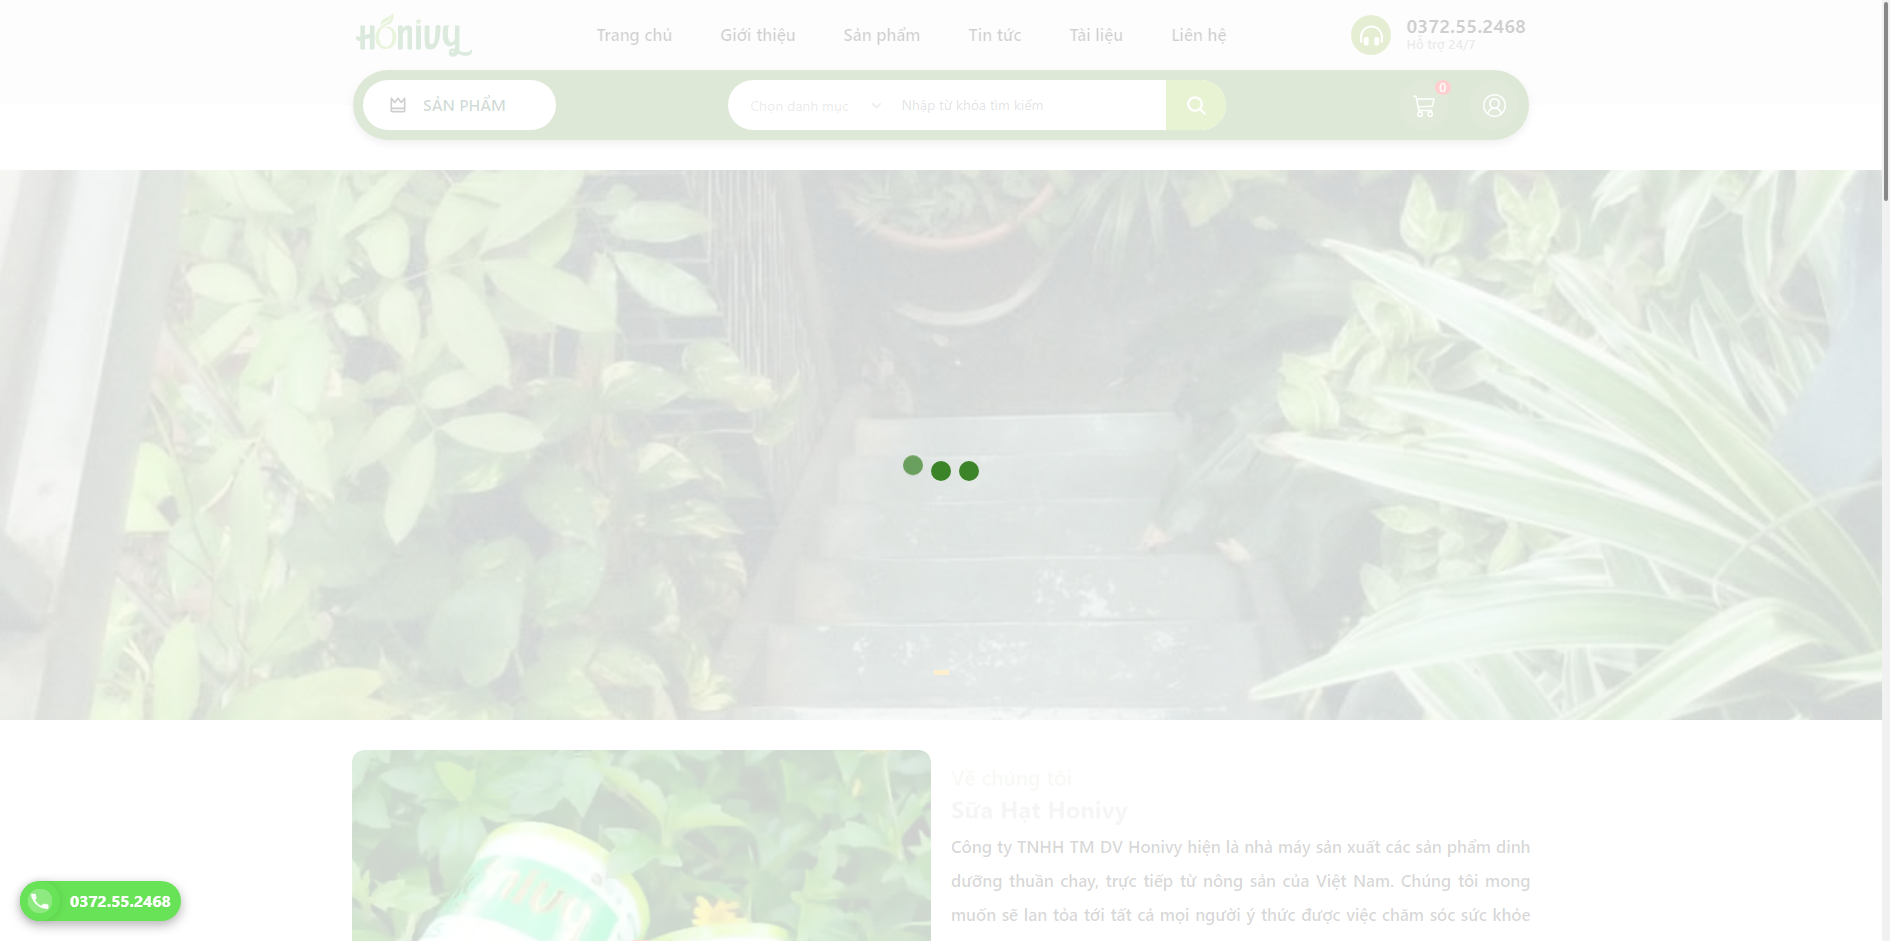 Honivy
Trang chủ
Giới thiệu
Sản phẩm
Tin tức
Tài liệu
Liên hệ
0372.55.2468
Hỗ trợ 24/7
SẢN PHẨM
Chọn danh mục
Nhập từ khóa tìm kiếm
0
Về chúng tôi
Sữa Hạt Honivy
Công ty TNHH TM DV Honivy hiện là nhà máy sản xuất các sản phẩm dinh
dưỡng thuần chay, trực tiếp từ nông sản của Việt Nam. Chúng tôi mong
muốn sẽ lan tỏa tới tất cả mọi người ý thức được việc chăm sóc sức khỏe
0372.55.2468